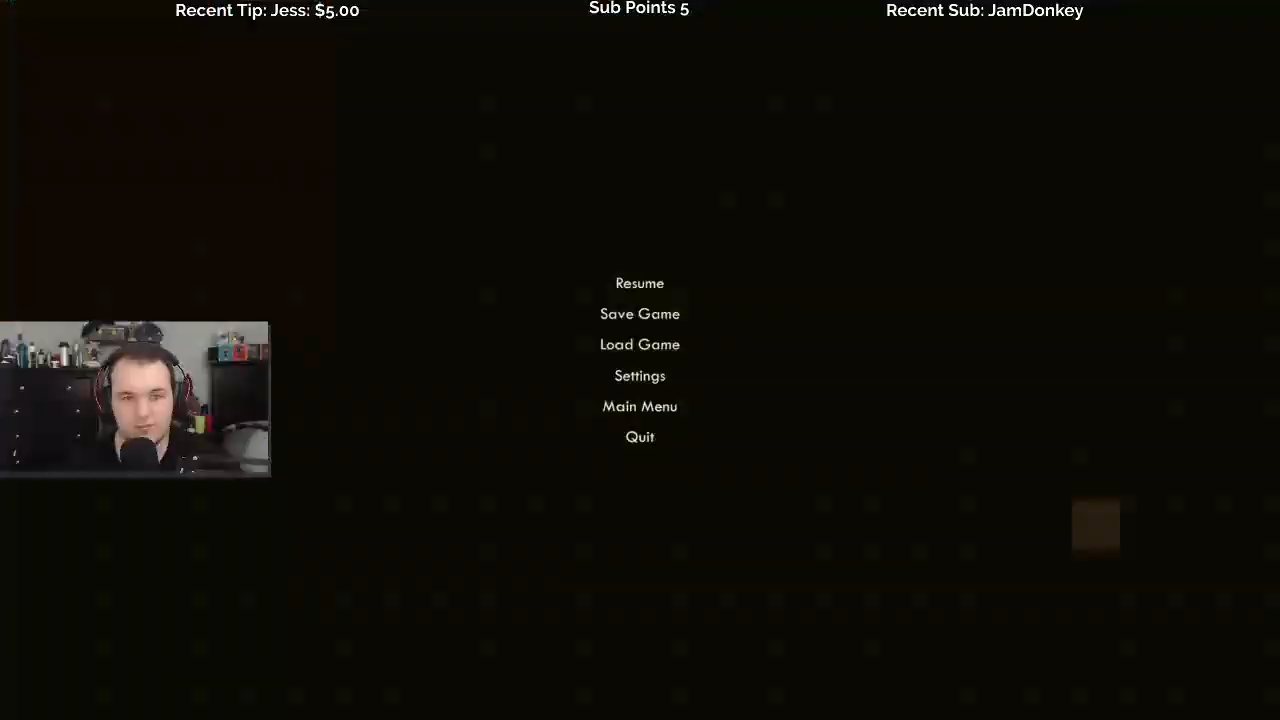 Recent Tip: Jess: $5.00
Sub Points 5
Recent Sub: JamDonkey
Resume
Save Game
Load Game
Settings
Main Menu
Quit